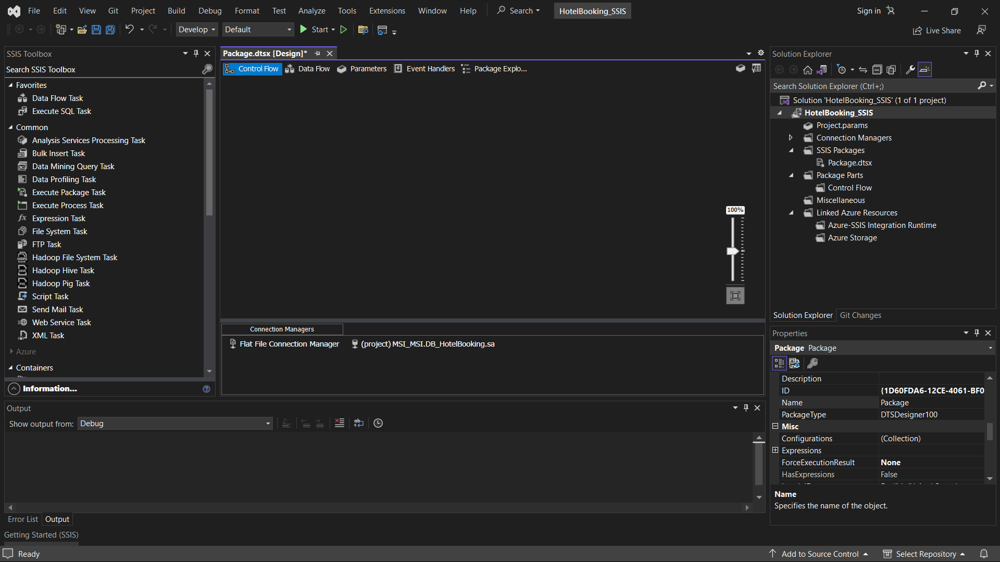 File Edit View Git Project Build Debug Format Test Analyze Tools Extensions Window Help Search HotelBooking_SSIS Sign in
Develop Default Start Live Share
SSIS Toolbox
Search SSIS Toolbox
Favorites
Data Flow Task
Execute SQL Task
Common
Analysis Services Processing Task
Bulk Insert Task
Data Mining Query Task
Data Profiling Task
Execute Package Task
Execute Process Task
Expression Task
File System Task
FTP Task
Hadoop File System Task
Hadoop Hive Task
Hadoop Pig Task
Script Task
Send Mail Task
Web Service Task
XML Task
Azure
Containers
Information...
Package.dtsx [Design]*
Control Flow Data Flow Parameters Event Handlers Package Explo...
100%
Connection Managers
Flat File Connection Manager (project) MSI_MSI.DB_HotelBooking.sa
Solution Explorer
Search Solution Explorer (Ctrl+;)
Solution 'HotelBooking_SSIS' (1 of 1 project)
HotelBooking_SSIS
Project.params
Connection Managers
SSIS Packages
Package.dtsx
Package Parts
Control Flow
Miscellaneous
Linked Azure Resources
Azure-SSIS Integration Runtime
Azure Storage
Solution Explorer Git Changes
Properties
Package Package
Description
ID {1D60FDA6-12CE-4061-BF0
Name Package
PackageType DTSDesigner100
Misc
Configurations (Collection)
Expressions
ForceExecutionResult None
HasExpressions False
Name
Specifies the name of the object.
Output
Show output from: Debug
Error List Output
Getting Started (SSIS)
Ready Add to Source Control Select Repository